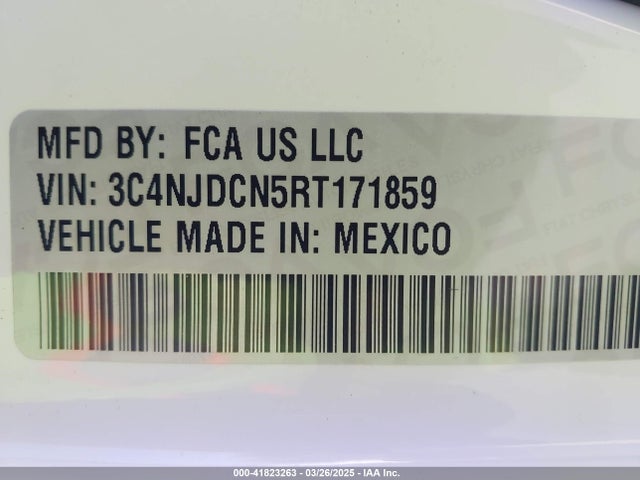 MFD BY: FCA US LLC
VIN: 3C4NJDCN5RT171859
VEHICLE MADE IN: MEXICO
000-41823263 - 03/26/2025 - IAA Inc.